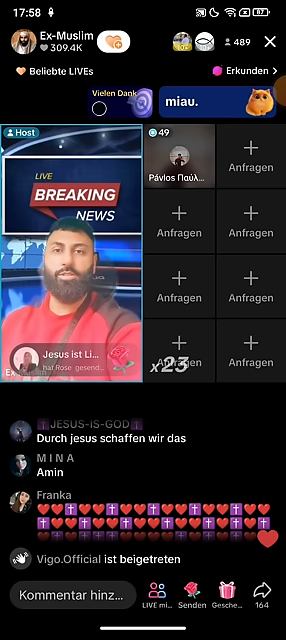 17:58
87
Ex-Muslim
309.4K
489
Beliebte LIVEs
Erkunden
Vielen Dank
miau.
Host
49
LIVE
BREAKING
NEWS
Pávlos Παύλ...
Anfragen
Anfragen
Anfragen
Anfragen
Anfragen
Anfragen
Anfragen
Jesus ist Li...
hat Rose gesend...
x23
✝JESUS-IS-GOD✝
Durch jesus schaffen wir das
M I N A
Amin
Franka
Vigo.Official ist beigetreten
Kommentar hinz...
LIVE mi...
Senden
Gesche...
164